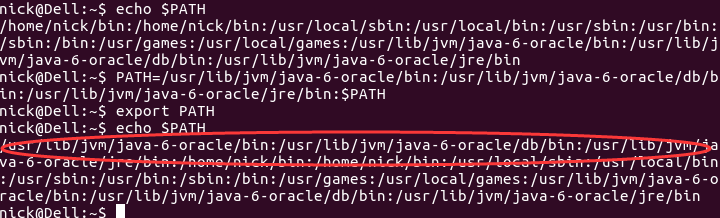 nick@Dell:~$ echo $PATH
/home/nick/bin:/home/nick/bin:/usr/local/sbin:/usr/local/bin:/usr/sbin:/usr/bin:
/sbin:/bin:/usr/games:/usr/local/games:/usr/lib/jvm/java-6-oracle/bin:/usr/lib/j
vm/java-6-oracle/db/bin:/usr/lib/jvm/java-6-oracle/jre/bin
nick@Dell:~$ PATH=/usr/lib/jvm/java-6-oracle/bin:/usr/lib/jvm/java-6-oracle/db/b
in:/usr/lib/jvm/java-6-oracle/jre/bin:$PATH
nick@Dell:~$ export PATH
nick@Dell:~$ echo $PATH
/usr/lib/jvm/java-6-oracle/bin:/usr/lib/jvm/java-6-oracle/db/bin:/usr/lib/jvm/ja
va-6-oracle/jre/bin:/home/nick/bin:/home/nick/bin:/usr/local/sbin:/usr/local/bin
:/usr/sbin:/usr/bin:/sbin:/bin:/usr/games:/usr/local/games:/usr/lib/jvm/java-6-o
racle/bin:/usr/lib/jvm/java-6-oracle/db/bin:/usr/lib/jvm/java-6-oracle/jre/bin
nick@Dell:~$